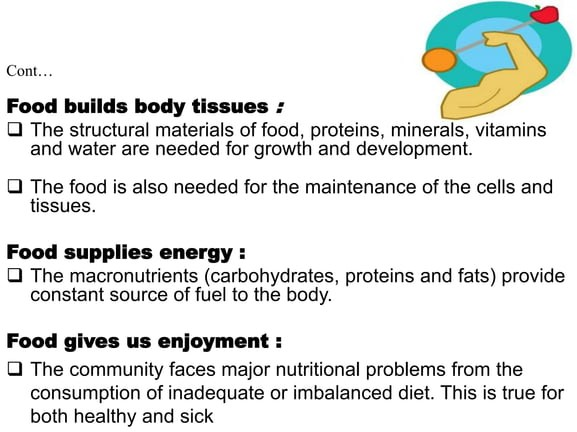 Cont…
Food builds body tissues :
❑ The structural materials of food, proteins, minerals, vitamins
and water are needed for growth and development.
❑ The food is also needed for the maintenance of the cells and
tissues.
Food supplies energy :
❑ The macronutrients (carbohydrates, proteins and fats) provide
constant source of fuel to the body.
Food gives us enjoyment :
❑ The community faces major nutritional problems from the
consumption of inadequate or imbalanced diet. This is true for
both healthy and sick